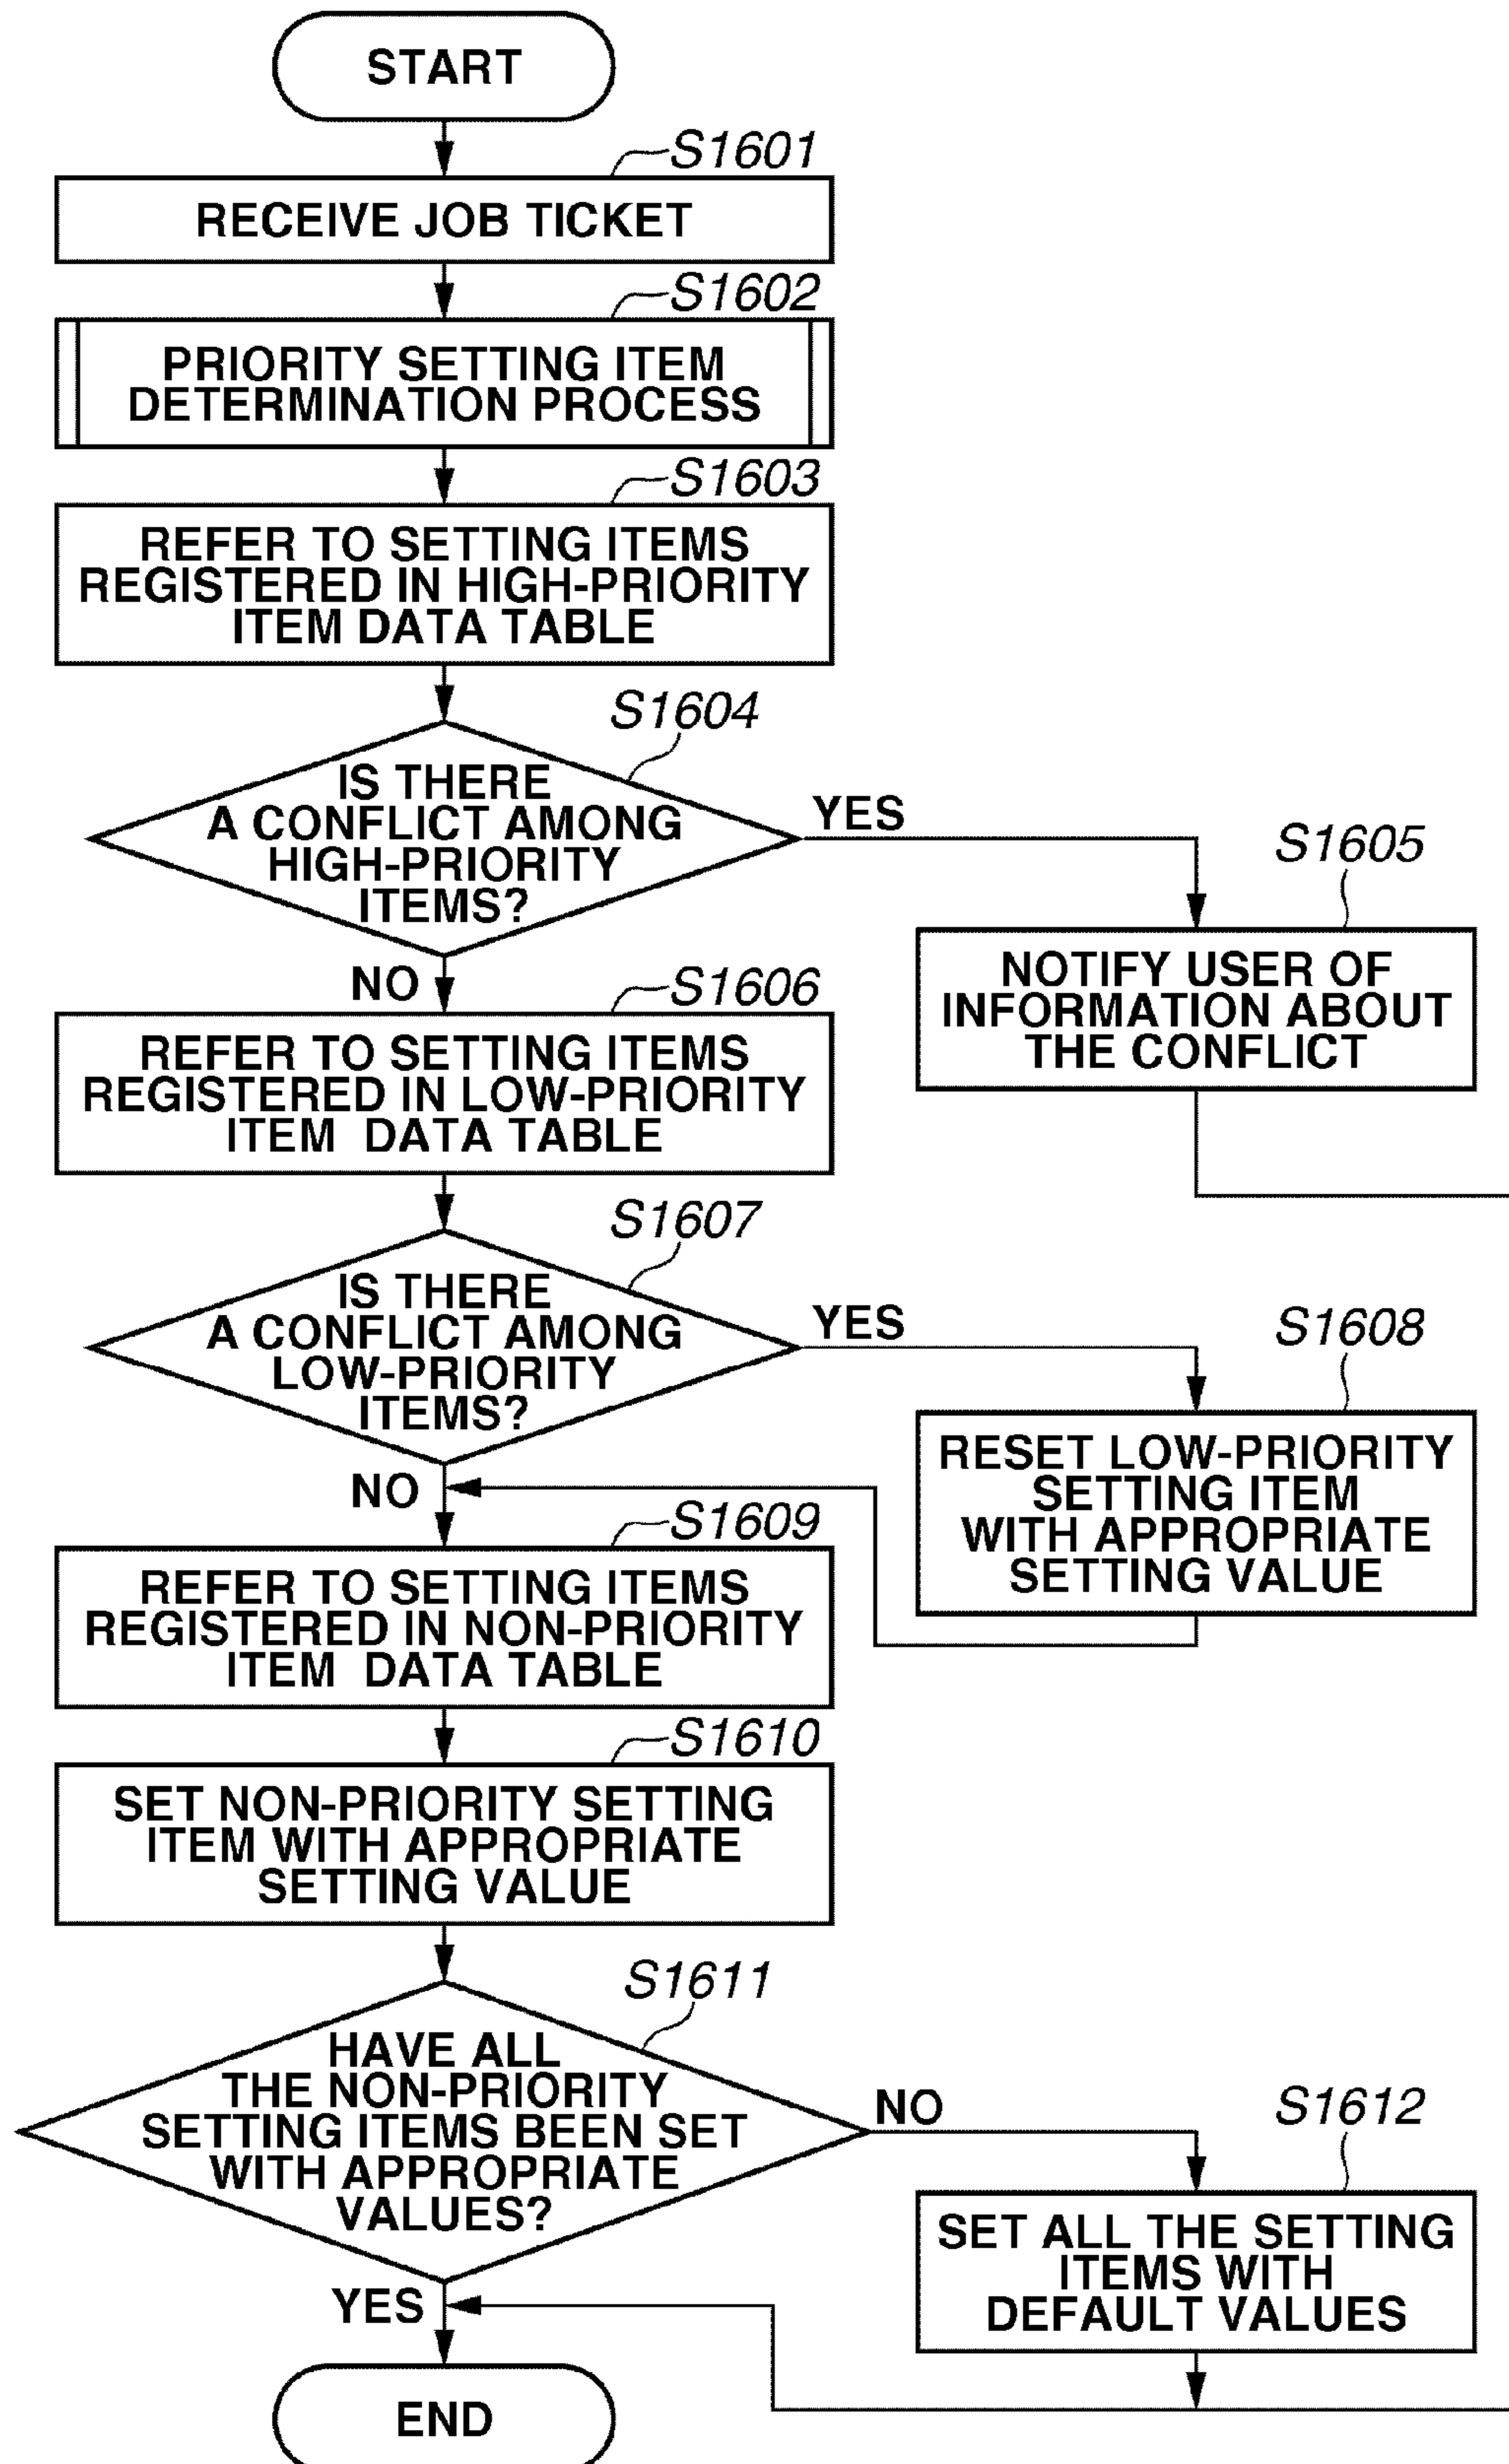 START
S1601
RECEIVE JOB TICKET
S1602
PRIORITY SETTING ITEM
DETERMINATION PROCESS
S1603
REFER TO SETTING ITEMS
REGISTERED IN HIGH-PRIORITY
ITEM DATA TABLE
S1604
IS THERE
A CONFLICT AMONG
HIGH-PRIORITY
ITEMS?
YES
S1605
NOTIFY USER OF
INFORMATION ABOUT
THE CONFLICT
NO
S1606
REFER TO SETTING ITEMS
REGISTERED IN LOW-PRIORITY
ITEM DATA TABLE
S1607
IS THERE
A CONFLICT AMONG
LOW-PRIORITY
ITEMS?
YES
S1608
RESET LOW-PRIORITY
SETTING ITEM
WITH APPROPRIATE
SETTING VALUE
NO
S1609
REFER TO SETTING ITEMS
REGISTERED IN NON-PRIORITY
ITEM DATA TABLE
S1610
SET NON-PRIORITY SETTING
ITEM WITH APPROPRIATE
SETTING VALUE
S1611
HAVE ALL
THE NON-PRIORITY
SETTING ITEMS BEEN SET
WITH APPROPRIATE
VALUES?
NO
S1612
SET ALL THE SETTING
ITEMS WITH
DEFAULT VALUES
YES
END